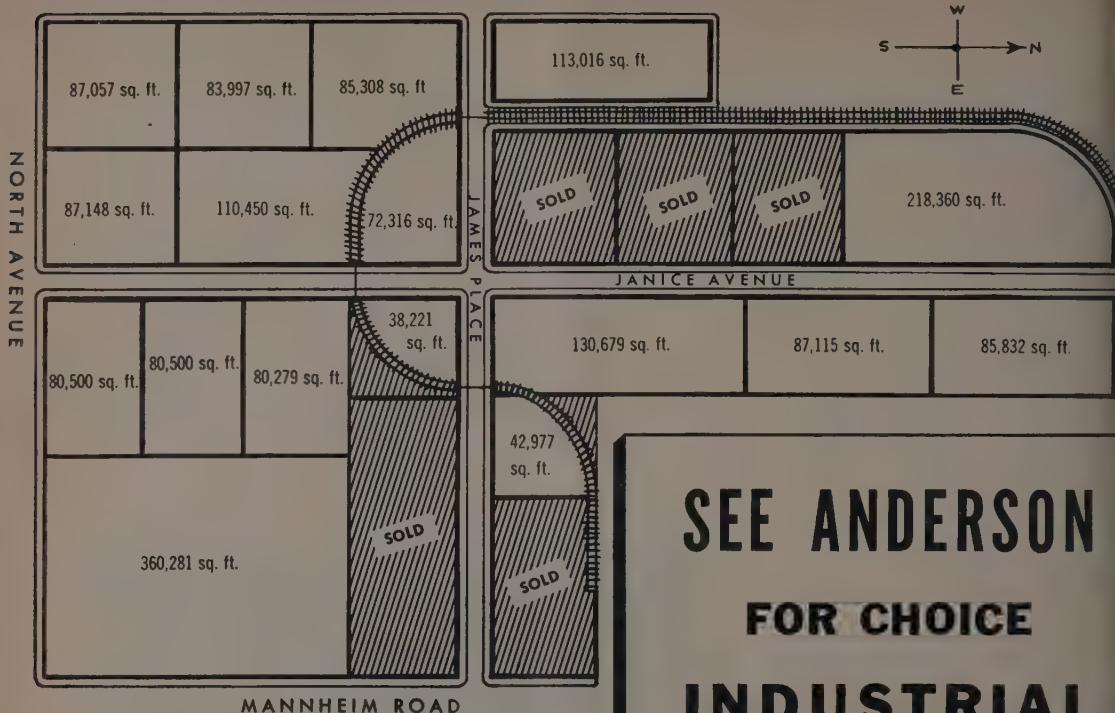 W
S N
E
113,016 sq. ft.
87,057 sq. ft.
83,997 sq. ft.
85,308 sq. ft
NORTH AVENUE
87,148 sq. ft.
110,450 sq. ft.
72,316 sq. ft.
JAMES PLACE
SOLD
SOLD
SOLD
218,360 sq. ft.
JANICE AVENUE
80,500 sq. ft.
80,500 sq. ft.
80,279 sq. ft.
38,221
sq. ft.
130,679 sq. ft.
87,115 sq. ft.
85,832 sq. ft.
42,977
sq. ft.
360,281 sq. ft.
SOLD
SOLD
MANNHEIM ROAD
SEE ANDERSON
FOR CHOICE
INDUSTRIAL